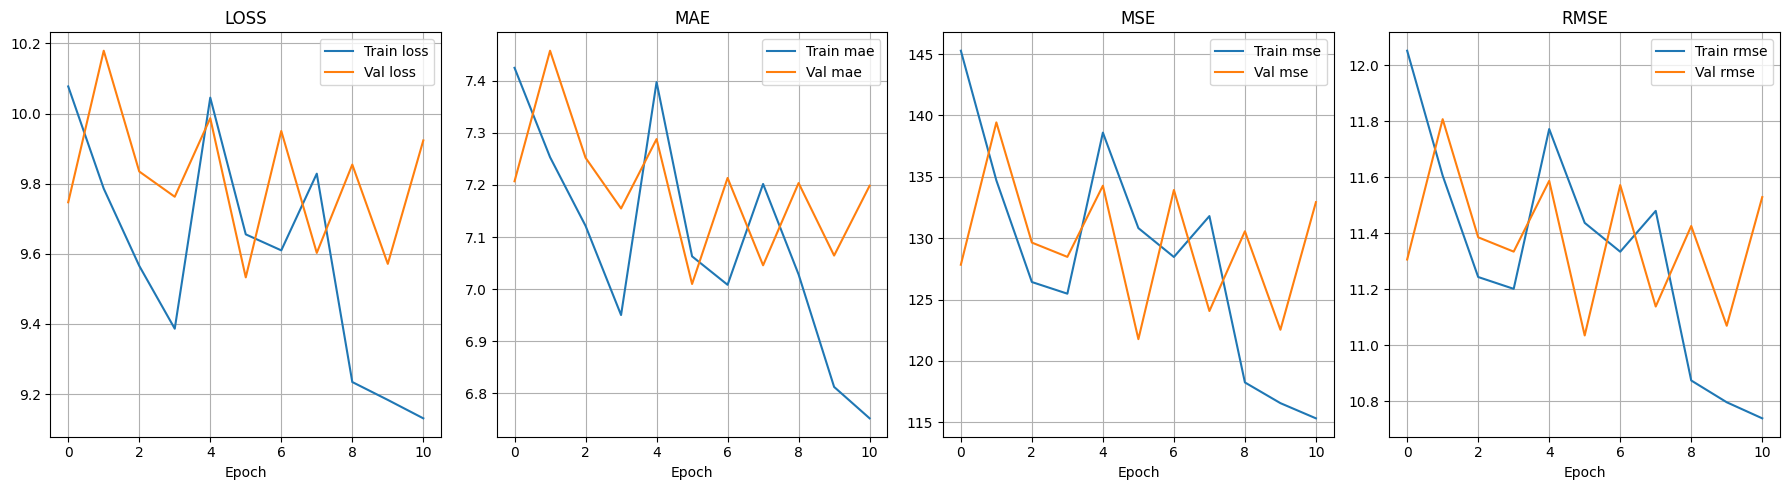 LOSS
Train loss
Val loss
10.2
10.0
9.8
9.6
9.4
9.2
0 2 4 6 8 10
Epoch
MAE
Train mae
Val mae
7.4
7.3
7.2
7.1
7.0
6.9
6.8
0 2 4 6 8 10
Epoch
MSE
Train mse
Val mse
145
140
135
130
125
120
115
0 2 4 6 8 10
Epoch
RMSE
Train rmse
Val rmse
12.0
11.8
11.6
11.4
11.2
11.0
10.8
0 2 4 6 8 10
Epoch